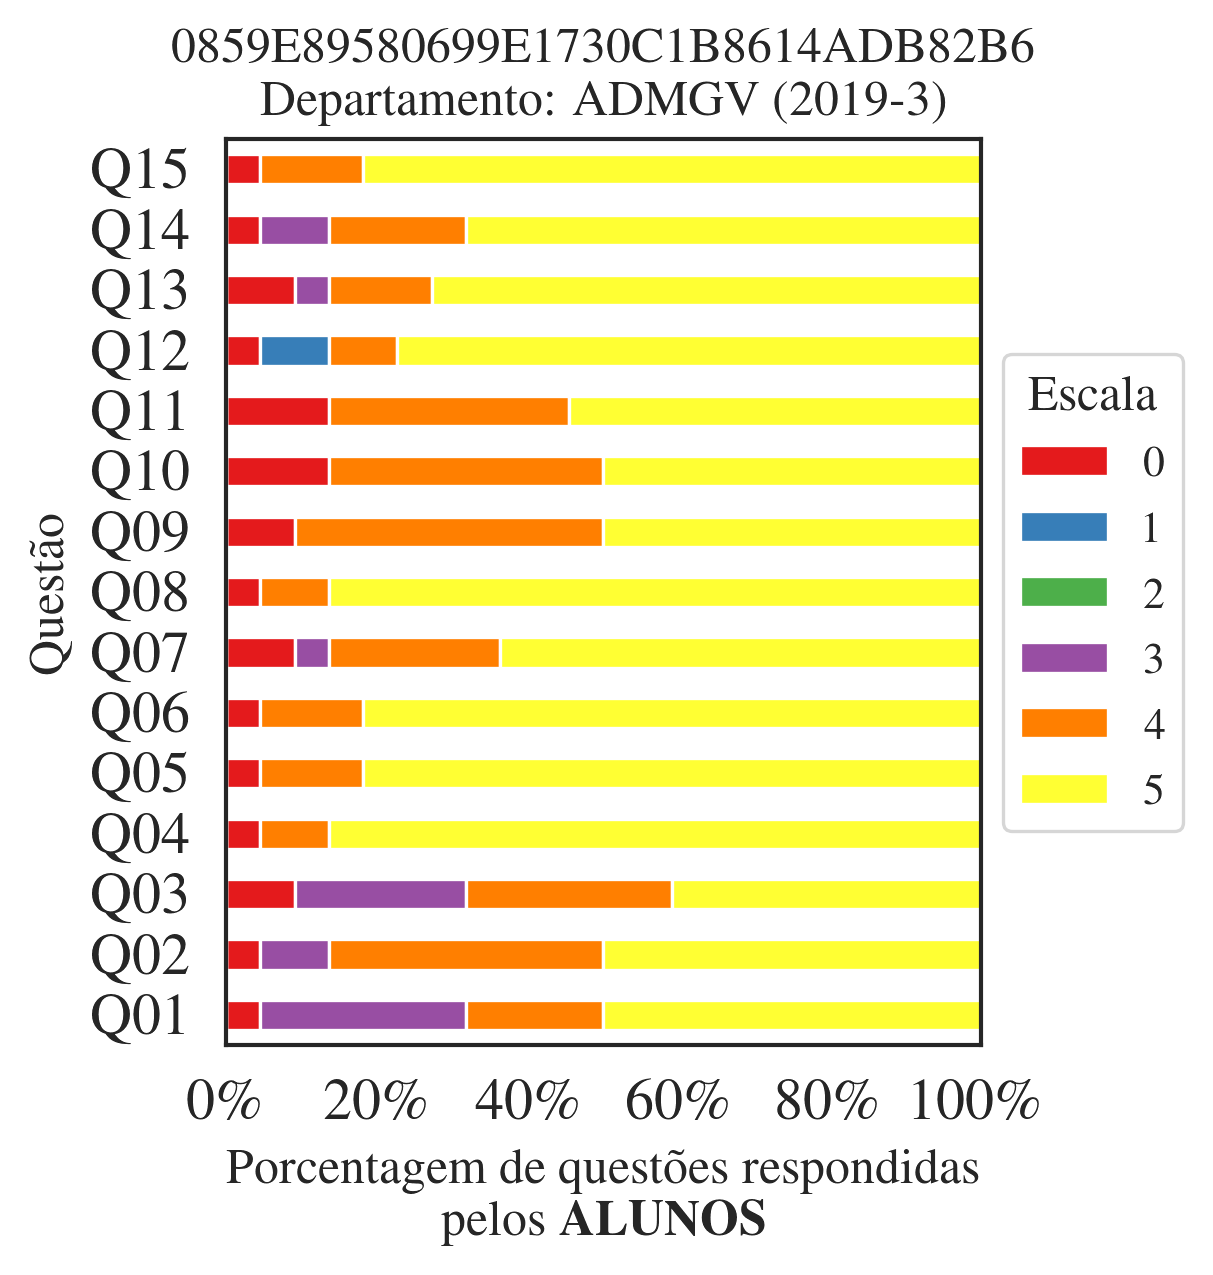 0859E89580699E1730C1B8614ADB82B6
Departamento: ADMGV (2019-3)
Questão
Q15
Q14
Q13
Q12
Q11
Q10
Q09
Q08
Q07
Q06
Q05
Q04
Q03
Q02
Q01
0% 20% 40% 60% 80% 100%
Porcentagem de questões respondidas
pelos ALUNOS
Escala
0
1
2
3
4
5